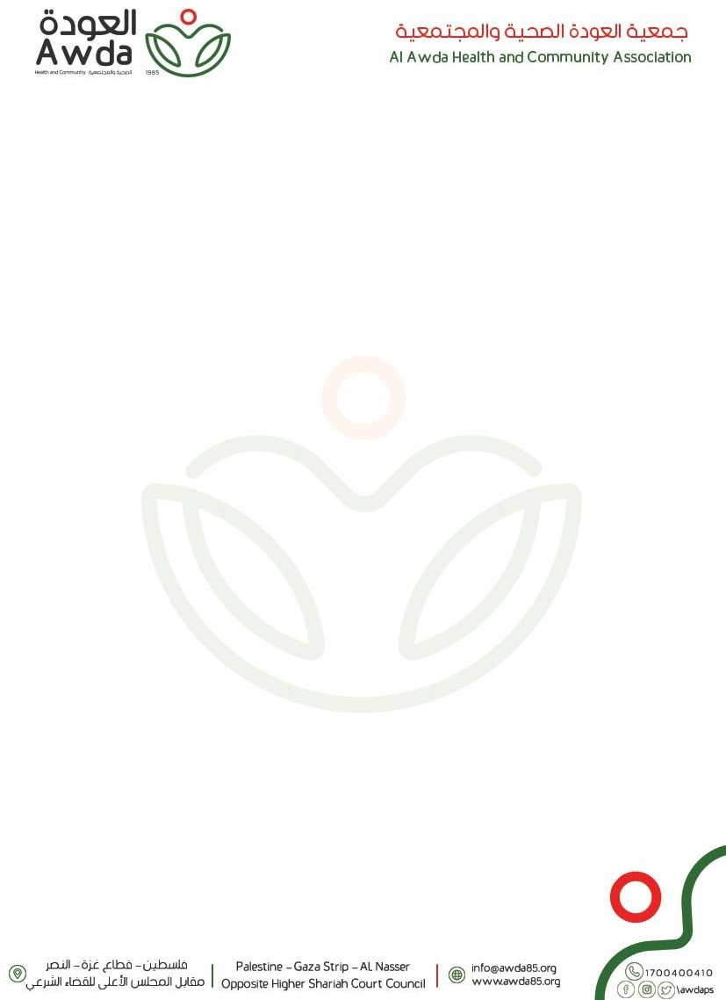 العودة
Awda
Health and Community الصحية والمجتمعية
1985
جمعية العودة الصحية والمجتمعية
Al Awda Health and Community Association
فلسطين - قطاع غزة - النصر
مقابل المجلس الأعلى للقضاء الشرعي
Palestine - Gaza Strip - AL Nasser
Opposite Higher Shariah Court Council
info@awda85.org
www.awda85.org
1700400410
\awdaps